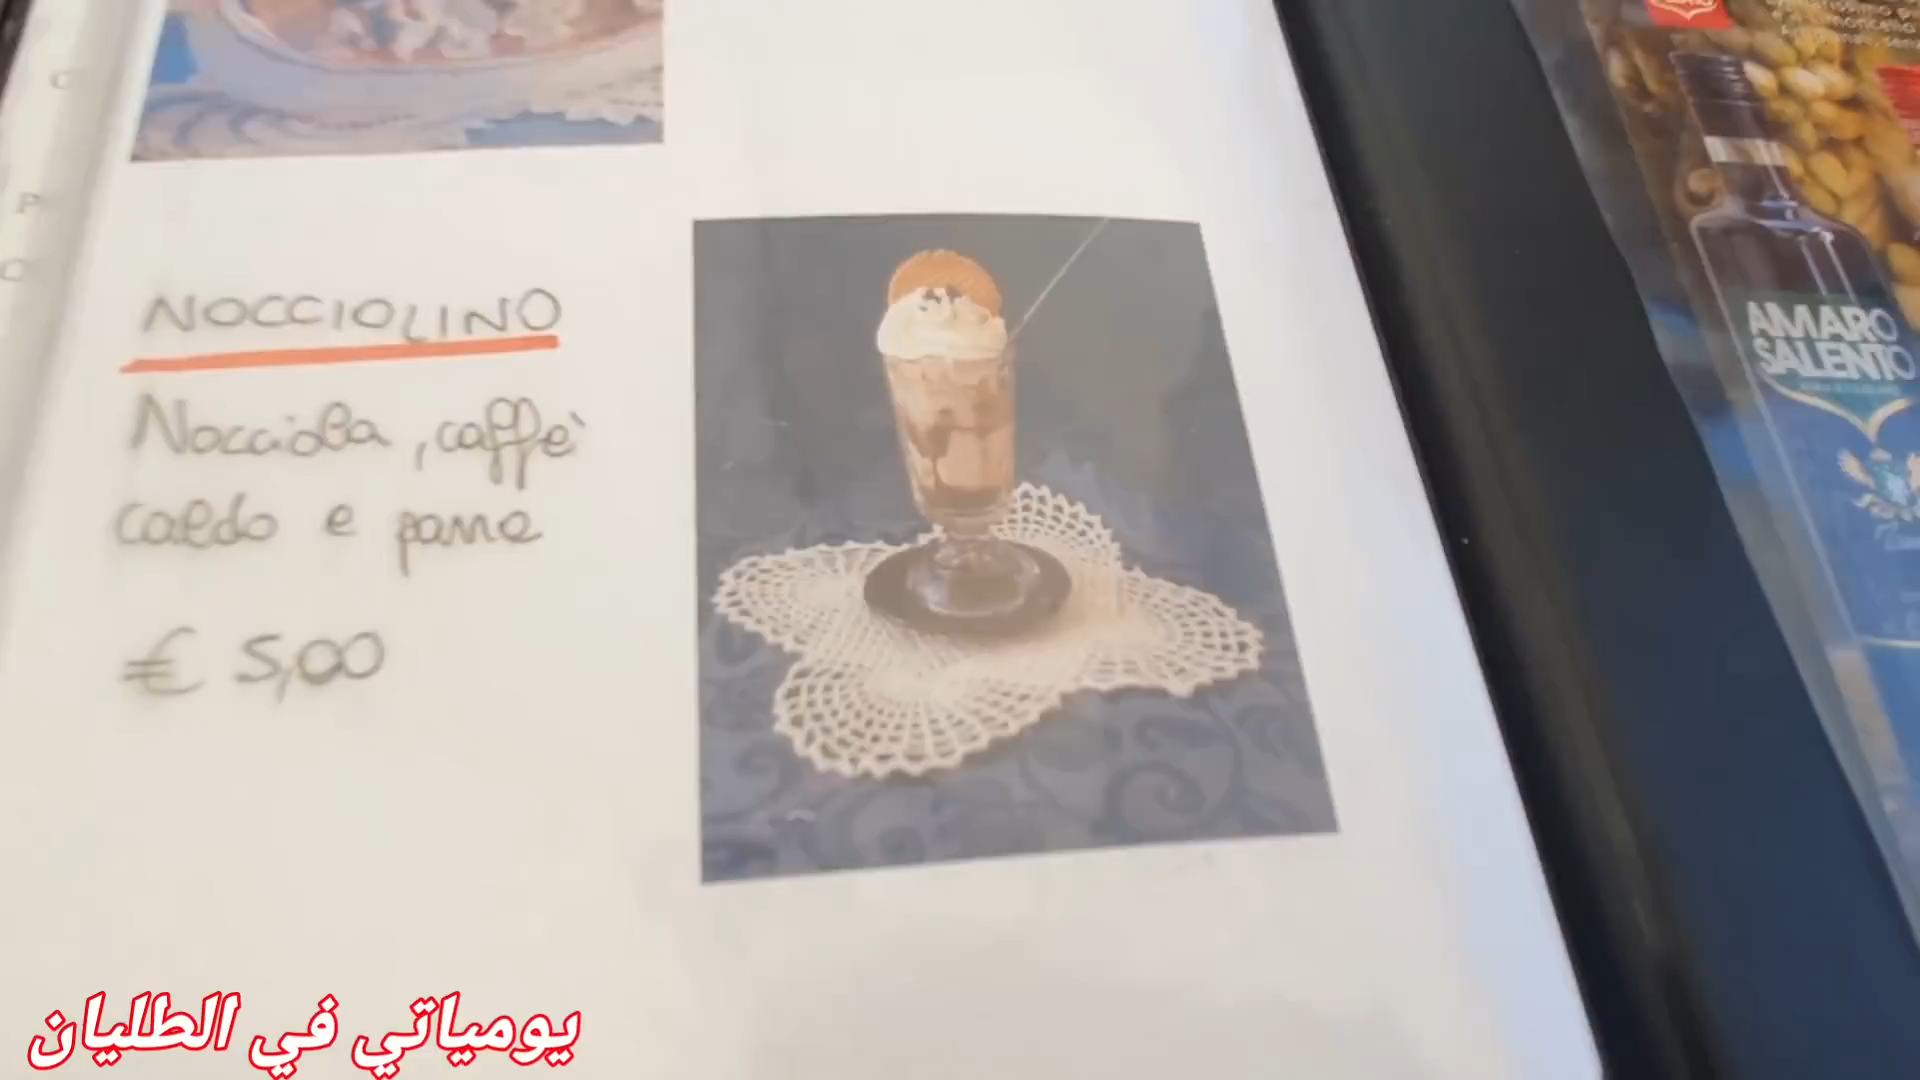 NOCCIOLINO
Nocciola, caffè
caldo e panna
€ 5,00
AMARO
SALENTO
يومياتي في الطليان